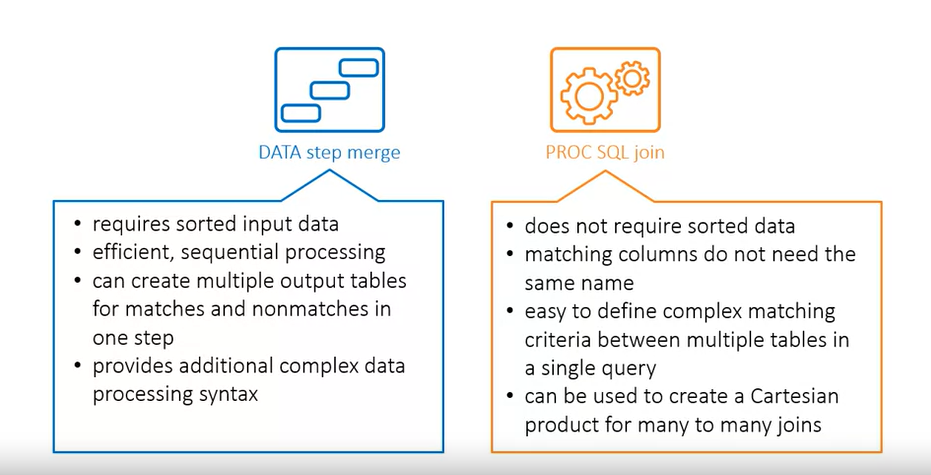 DATA step merge
• requires sorted input data
• efficient, sequential processing
• can create multiple output tables
for matches and nonmatches in
one step
• provides additional complex data
processing syntax
PROC SQL join
• does not require sorted data
• matching columns do not need the
same name
• easy to define complex matching
criteria between multiple tables in
a single query
• can be used to create a Cartesian
product for many to many joins